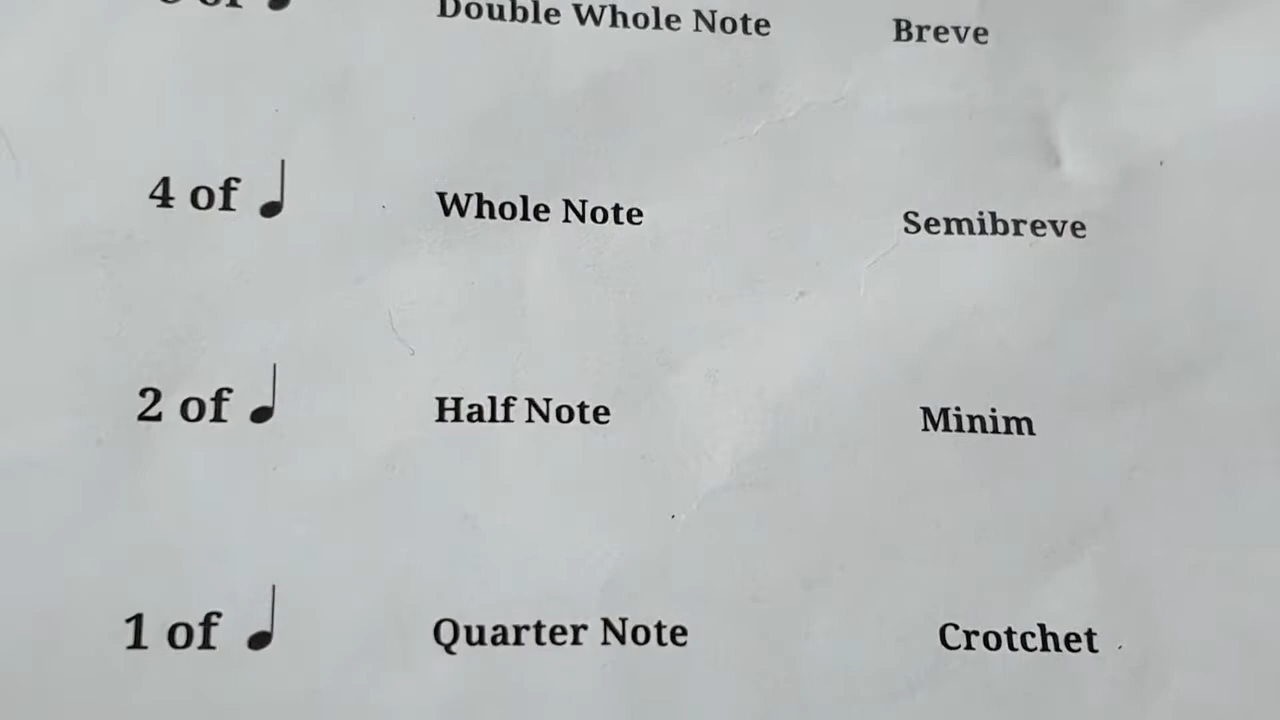 of ♩ Double Whole Note Breve
4 of ♩ Whole Note Semibreve
2 of ♩ Half Note Minim
1 of ♩ Quarter Note Crotchet